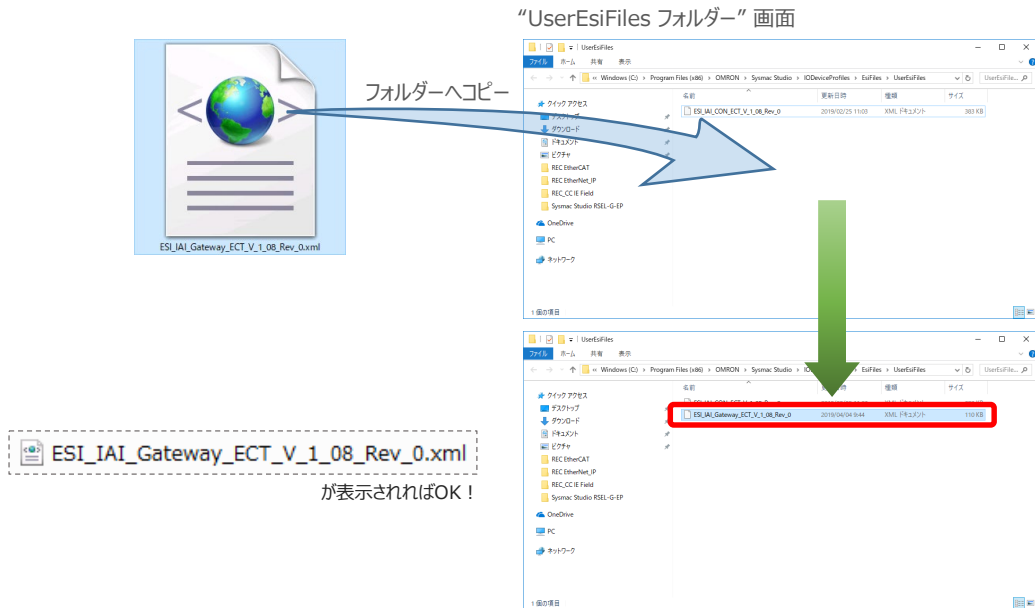 “UserEsiFiles フォルダー” 画面
ESI_IAI_Gateway_ECT_V_1_08_Rev_0.xml
フォルダーへコピー
UserEsiFiles
ファイル ホーム 共有 表示
« Windows (C:) › Program Files (x86) › OMRON › Sysmac Studio › IODeviceProfiles › EsiFiles › UserEsiFiles
UserEsiFile...
名前 更新日時 種類 サイズ
ESI_IAI_CON_ECT_V_1_08_Rev_0 2019/02/25 11:03 XML ドキュメント 383 KB
クイック アクセス
デスクトップ
ダウンロード
ドキュメント
ピクチャ
REC EtherCAT
REC EtherNet_IP
REC_CC IE Field
Sysmac Studio RSEL-G-EP
OneDrive
PC
ネットワーク
1 個の項目
UserEsiFiles
ファイル ホーム 共有 表示
« Windows (C:) › Program Files (x86) › OMRON › Sysmac Studio › EsiFiles › UserEsiFiles
UserEsiFile...
名前 種類 サイズ
ESI_IAI_Gateway_ECT_V_1_08_Rev_0 2019/04/04 9:44 XML ドキュメント 110 KB
クイック アクセス
デスクトップ
ダウンロード
ドキュメント
ピクチャ
REC EtherCAT
REC EtherNet_IP
REC_CC IE Field
Sysmac Studio RSEL-G-EP
OneDrive
PC
ネットワーク
1 個の項目
ESI_IAI_Gateway_ECT_V_1_08_Rev_0.xml
が表示されればOK！